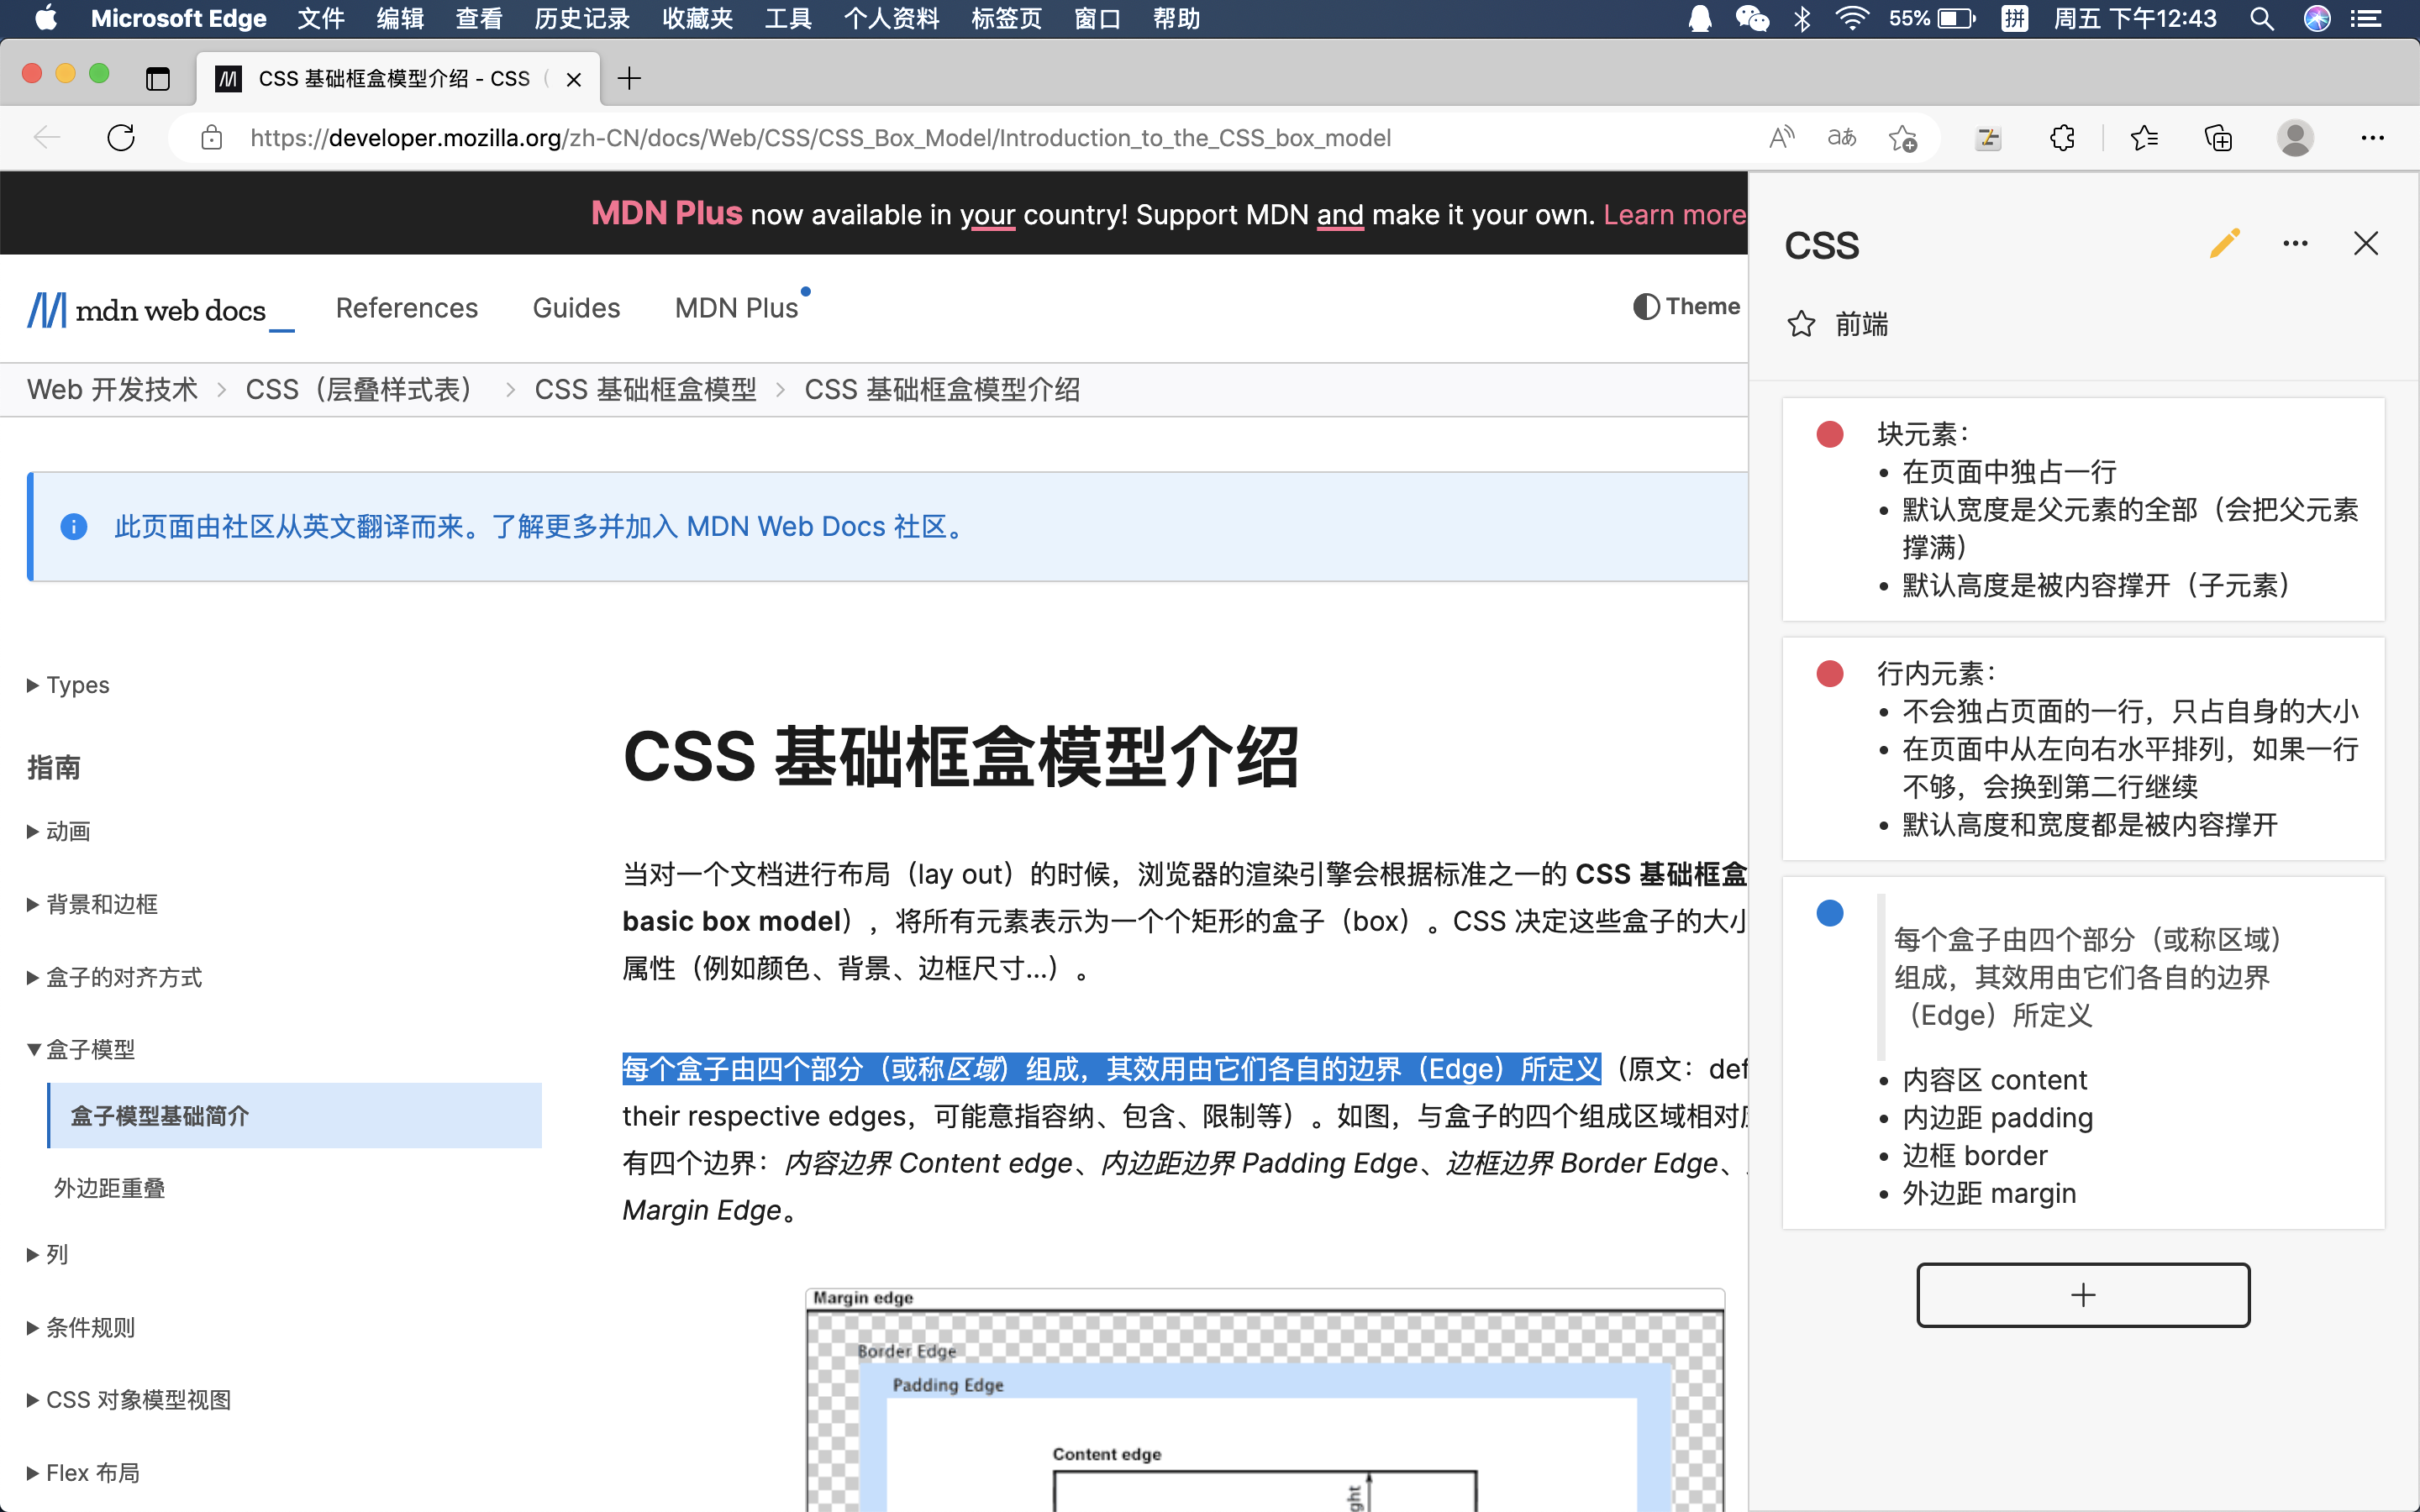 Microsoft Edge 文件 编辑 查看 历史记录 收藏夹 工具 个人资料 标签页 窗口 帮助 55% 拼 周五 下午12:43
CSS 基础框盒模型介绍 - CSS（
https://developer.mozilla.org/zh-CN/docs/Web/CSS/CSS_Box_Model/Introduction_to_the_CSS_box_model
MDN Plus now available in your country! Support MDN and make it your own. Learn more
mdn web docs_ References Guides MDN Plus Theme
Web 开发技术 > CSS（层叠样式表） > CSS 基础框盒模型 > CSS 基础框盒模型介绍
此页面由社区从英文翻译而来。了解更多并加入 MDN Web Docs 社区。
Types
指南
动画
背景和边框
盒子的对齐方式
盒子模型
盒子模型基础简介
外边距重叠
列
条件规则
CSS 对象模型视图
Flex 布局
CSS 基础框盒模型介绍
当对一个文档进行布局（lay out）的时候，浏览器的渲染引擎会根据标准之一的 CSS 基础框盒
basic box model），将所有元素表示为一个个矩形的盒子（box）。CSS 决定这些盒子的大小
属性（例如颜色、背景、边框尺寸…）。
每个盒子由四个部分（或称区域）组成，其效用由它们各自的边界（Edge）所定义（原文：def
their respective edges，可能意指容纳、包含、限制等）。如图，与盒子的四个组成区域相对
有四个边界：内容边界 Content edge、内边距边界 Padding Edge、边框边界 Border Edge、
Margin Edge。
Margin edge
Border Edge
Padding Edge
Content edge
ght
CSS
前端
块元素：
• 在页面中独占一行
• 默认宽度是父元素的全部（会把父元素
撑满）
• 默认高度是被内容撑开（子元素）
行内元素：
• 不会独占页面的一行，只占自身的大小
• 在页面中从左向右水平排列，如果一行
不够，会换到第二行继续
• 默认高度和宽度都是被内容撑开
每个盒子由四个部分（或称区域）
组成，其效用由它们各自的边界
（Edge）所定义
• 内容区 content
• 内边距 padding
• 边框 border
• 外边距 margin